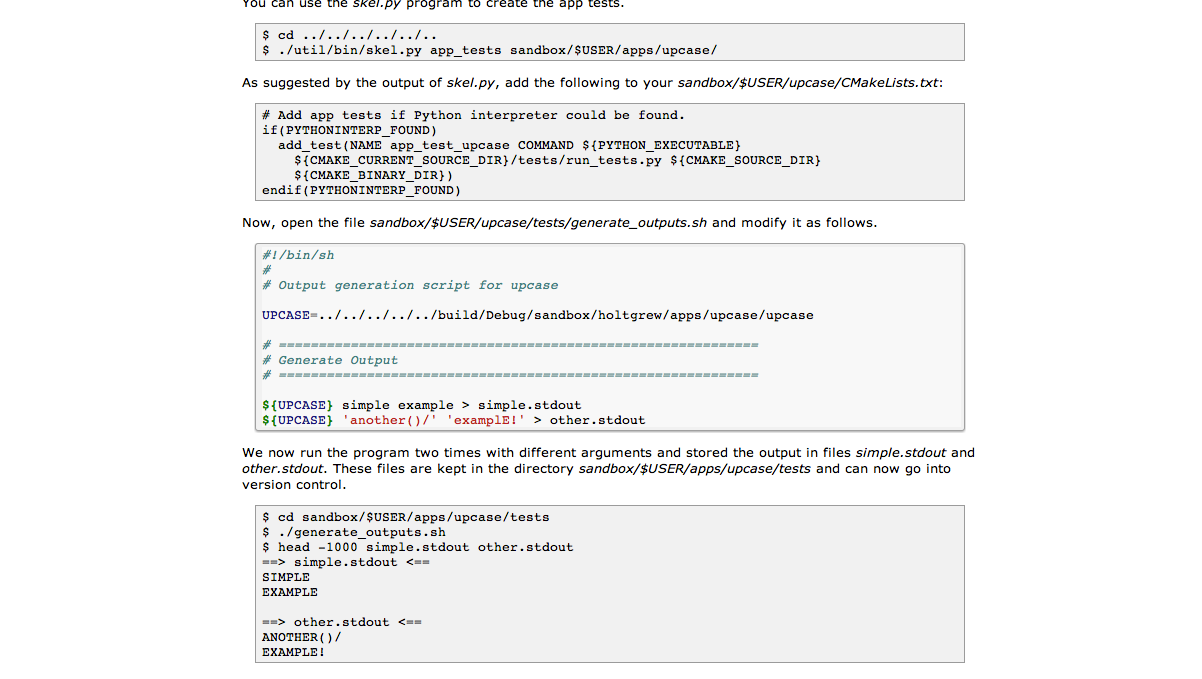 You can use the skel.py program to create the app tests.
$ cd ../../../../../..
$ ./util/bin/skel.py app_tests sandbox/$USER/apps/upcase/
As suggested by the output of skel.py, add the following to your sandbox/$USER/upcase/CMakeLists.txt:
# Add app tests if Python interpreter could be found.
if(PYTHONINTERP_FOUND)
add_test(NAME app_test_upcase COMMAND ${PYTHON_EXECUTABLE}
${CMAKE_CURRENT_SOURCE_DIR}/tests/run_tests.py ${CMAKE_SOURCE_DIR}
${CMAKE_BINARY_DIR})
endif(PYTHONINTERP_FOUND)
Now, open the file sandbox/$USER/upcase/tests/generate_outputs.sh and modify it as follows.
#!/bin/sh
#
# Output generation script for upcase
UPCASE=../../../../../build/Debug/sandbox/holtgrew/apps/upcase/upcase
# ============================================================
# Generate Output
# ============================================================
${UPCASE} simple example > simple.stdout
${UPCASE} 'another()/' 'examplE!' > other.stdout
We now run the program two times with different arguments and stored the output in files simple.stdout and
other.stdout. These files are kept in the directory sandbox/$USER/apps/upcase/tests and can now go into
version control.
$ cd sandbox/$USER/apps/upcase/tests
$ ./generate_outputs.sh
$ head -1000 simple.stdout other.stdout
==> simple.stdout <==
SIMPLE
EXAMPLE
==> other.stdout <==
ANOTHER()/
EXAMPLE!